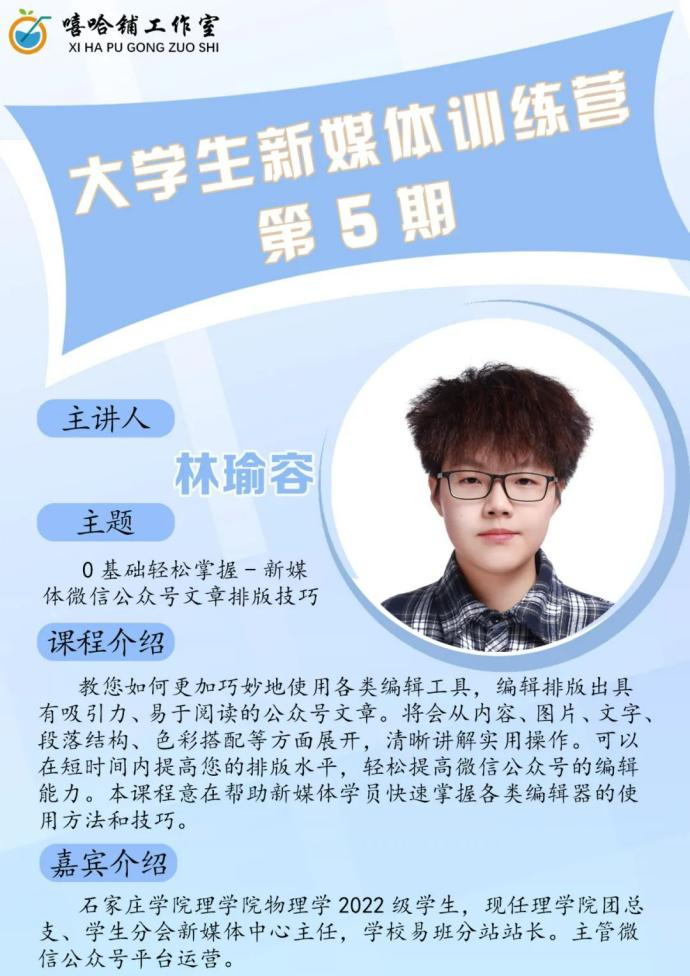 嘻哈铺工作室
XI HA PU GONG ZUO SHI
大学生新媒体训练营
第5期
主讲人
林瑜容
主题
0基础轻松掌握-新媒
体微信公众号文章排版技巧
课程介绍
教您如何更加巧妙地使用各类编辑工具，编辑排版出具
有吸引力、易于阅读的公众号文章。将会从内容、图片、文字、
段落结构、色彩搭配等方面展开，清晰讲解实用操作。可以
在短时间内提高您的排版水平，轻松提高微信公众号的编辑
能力。本课程意在帮助新媒体学员快速掌握各类编辑器的使
用方法和技巧。
嘉宾介绍
石家庄学院理学院物理学2022级学生，现任理学院团总
支、学生分会新媒体中心主任，学校易班分站站长。主管微
信公众号平台运营。